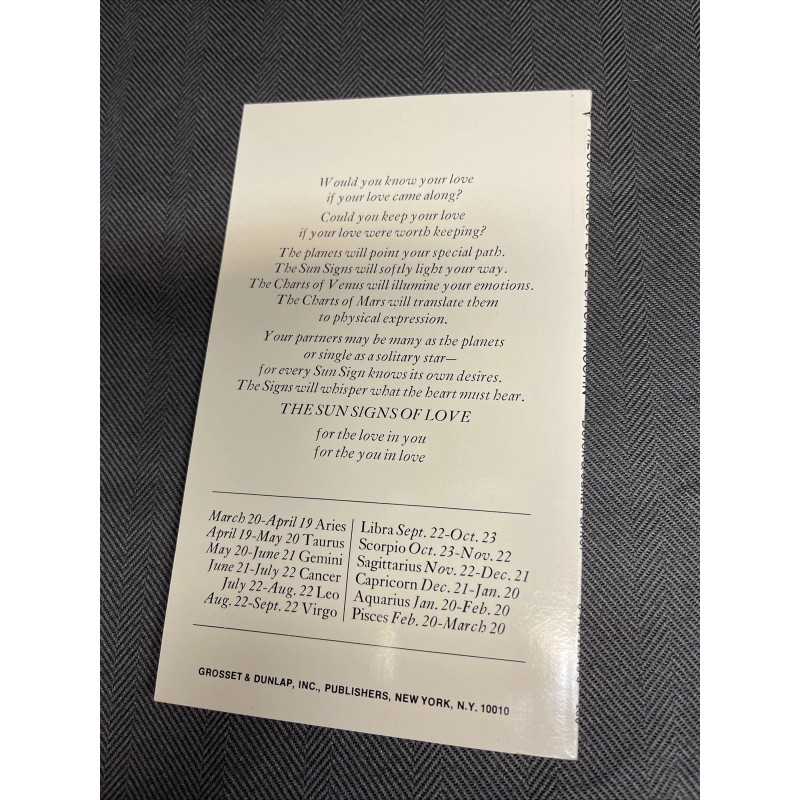 Would you know your love
if your love came along?
Could you keep your love
if your love were worth keeping?
The planets will point your special path.
The Sun Signs will softly light your way.
The Charts of Venus will illumine your emotions.
The Charts of Mars will translate them
to physical expression.
Your partners may be many as the planets
or single as a solitary star—
for every Sun Sign knows its own desires.
The Signs will whisper what the heart must hear.
THE SUN SIGNS OF LOVE
for the love in you
for the you in love
March 20-April 19 Aries
April 19-May 20 Taurus
May 20-June 21 Gemini
June 21-July 22 Cancer
July 22-Aug. 22 Leo
Aug. 22-Sept. 22 Virgo
Libra Sept. 22-Oct. 23
Scorpio Oct. 23-Nov. 22
Sagittarius Nov. 22-Dec. 21
Capricorn Dec. 21-Jan. 20
Aquarius Jan. 20-Feb. 20
Pisces Feb. 20-March 20
GROSSET & DUNLAP, INC., PUBLISHERS, NEW YORK, N.Y. 10010